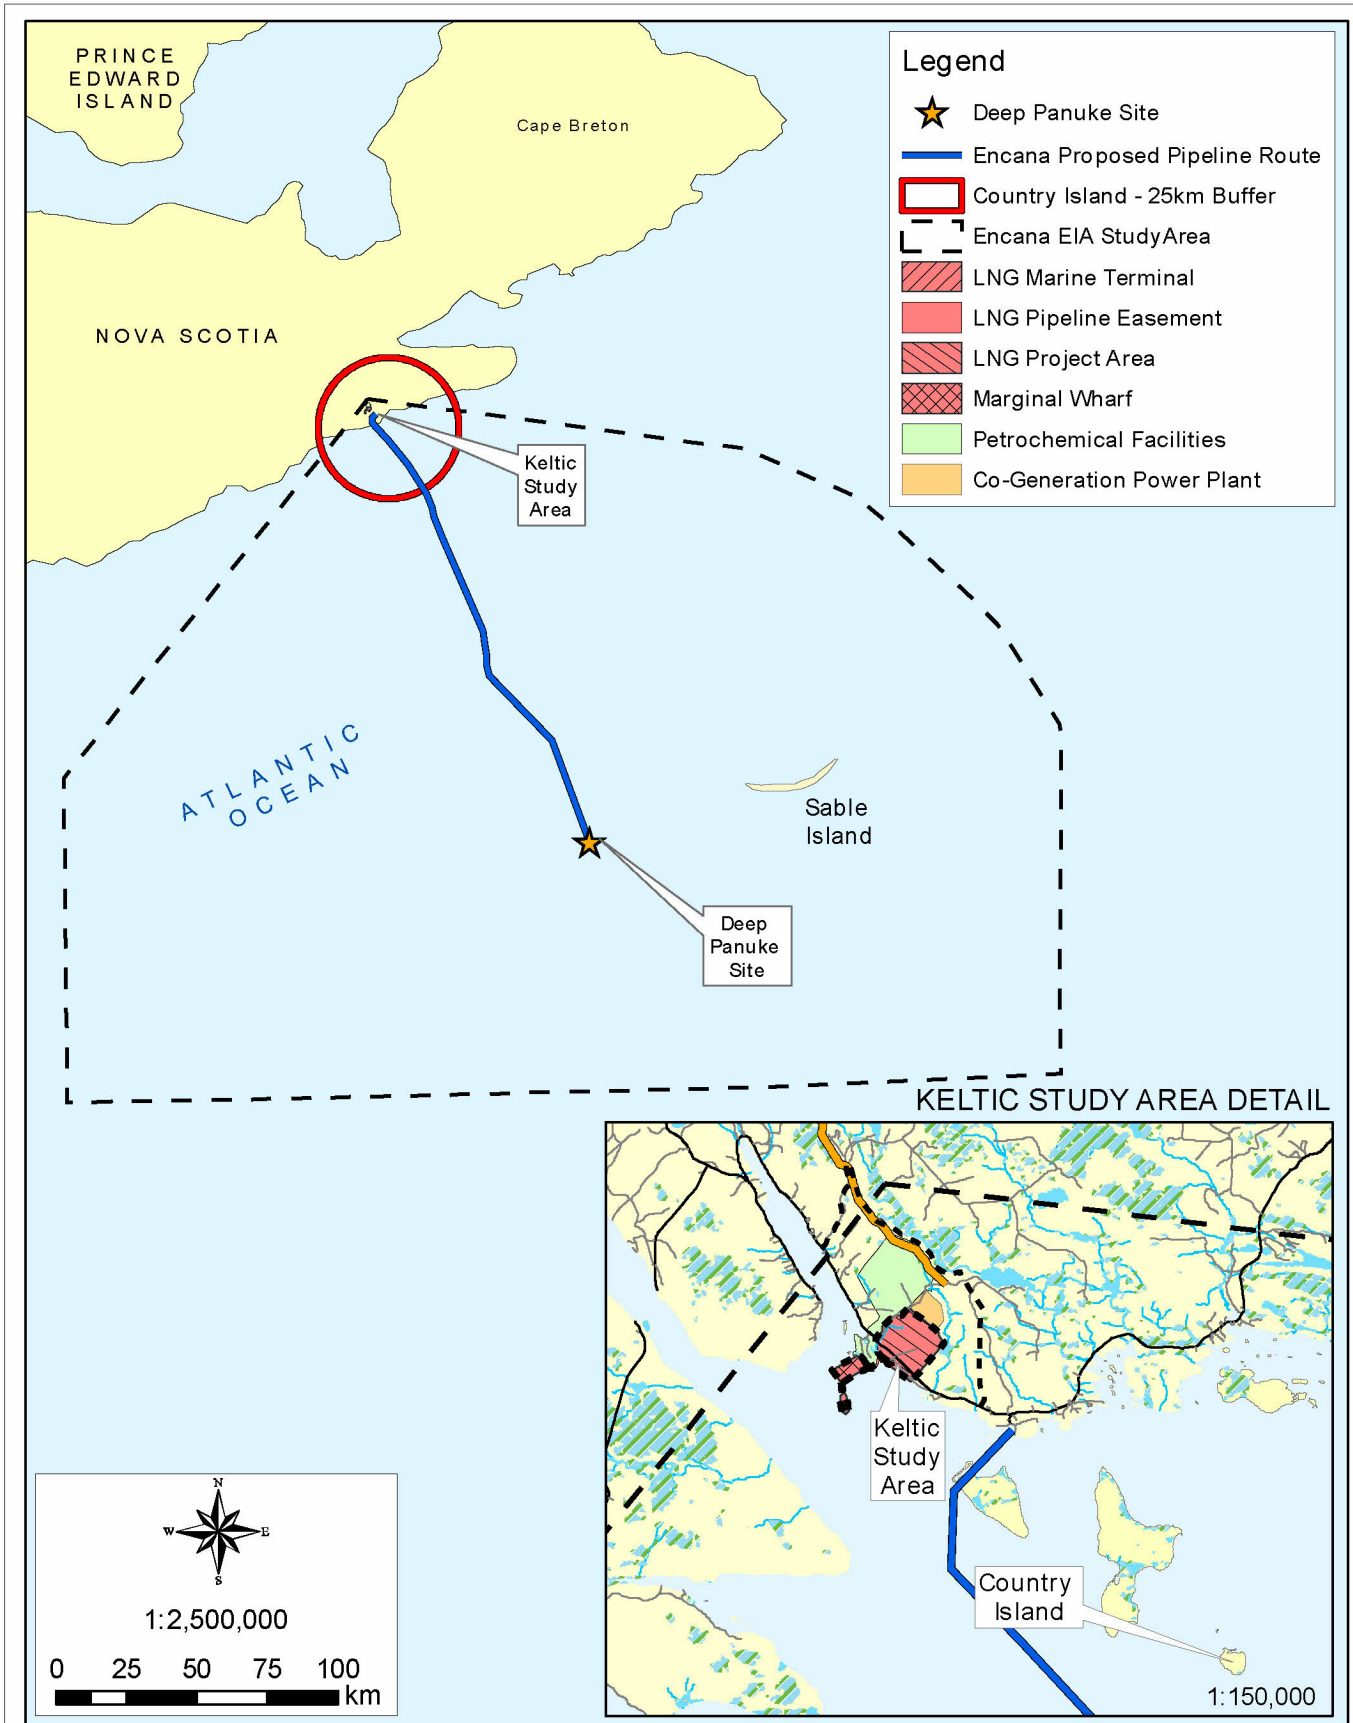 PRINCE
EDWARD
ISLAND
Cape Breton
NOVA SCOTIA
Keltic
Study
Area
ATLANTIC
OCEAN
Sable
Island
Deep
Panuke
Site
Legend
Deep Panuke Site
Encana Proposed Pipeline Route
Country Island - 25km Buffer
Encana EIA Study Area
LNG Marine Terminal
LNG Pipeline Easement
LNG Project Area
Marginal Wharf
Petrochemical Facilities
Co-Generation Power Plant
KELTIC STUDY AREA DETAIL
Keltic
Study
Area
Country
Island
1:150,000
N
W E
S
1:2,500,000
0 25 50 75 100
km